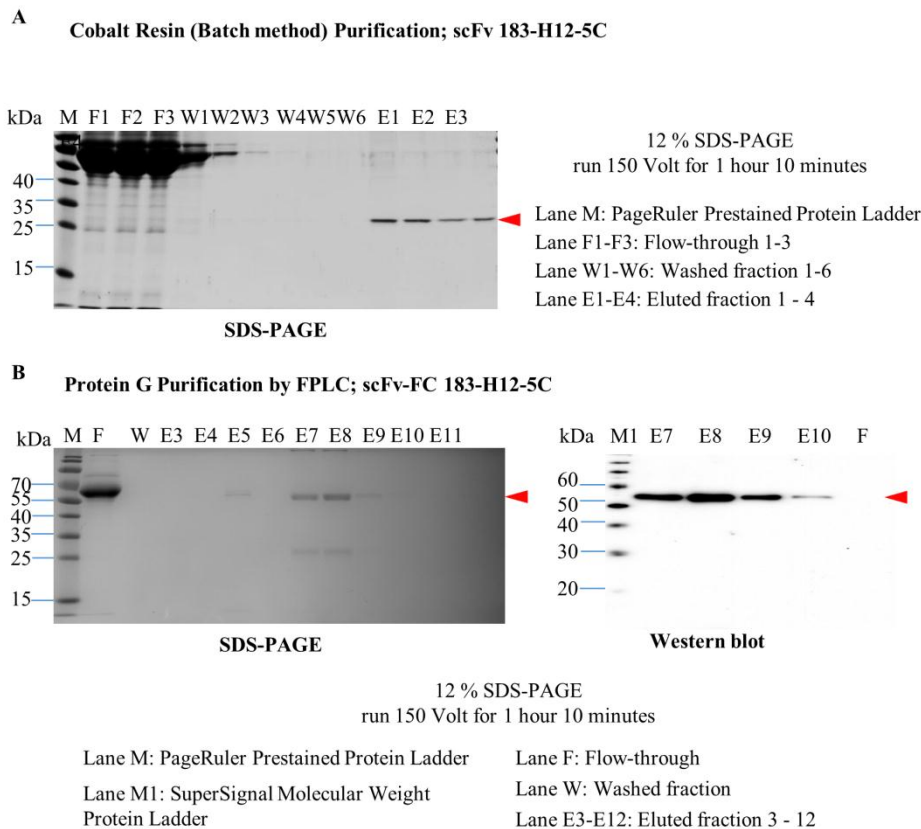 A
Cobalt Resin (Batch method) Purification; scFv 183-H12-5C
kDa M F1 F2 F3 W1 W2 W3 W4 W5 W6 E1 E2 E3
40
35
25
15
12 % SDS-PAGE
run 150 Volt for 1 hour 10 minutes
Lane M: PageRuler Prestained Protein Ladder
Lane F1-F3: Flow-through 1-3
Lane W1-W6: Washed fraction 1-6
Lane E1-E4: Eluted fraction 1 - 4
SDS-PAGE
B
Protein G Purification by FPLC; scFv-FC 183-H12-5C
kDa M F W E3 E4 E5 E6 E7 E8 E9 E10 E11
70
55
40
35
25
15
SDS-PAGE
kDa M1 E7 E8 E9 E10 F
60
50
40
30
20
Western blot
12 % SDS-PAGE
run 150 Volt for 1 hour 10 minutes
Lane M: PageRuler Prestained Protein Ladder
Lane M1: SuperSignal Molecular Weight
Protein Ladder
Lane F: Flow-through
Lane W: Washed fraction
Lane E3-E12: Eluted fraction 3 - 12